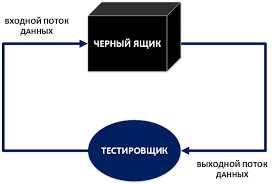 ВХОДНОЙ ПОТОК
ДАННЫХ
ЧЕРНЫЙ ЯЩИК
ТЕСТИРОВЩИК
ВЫХОДНОЙ ПОТОК
ДАННЫХ